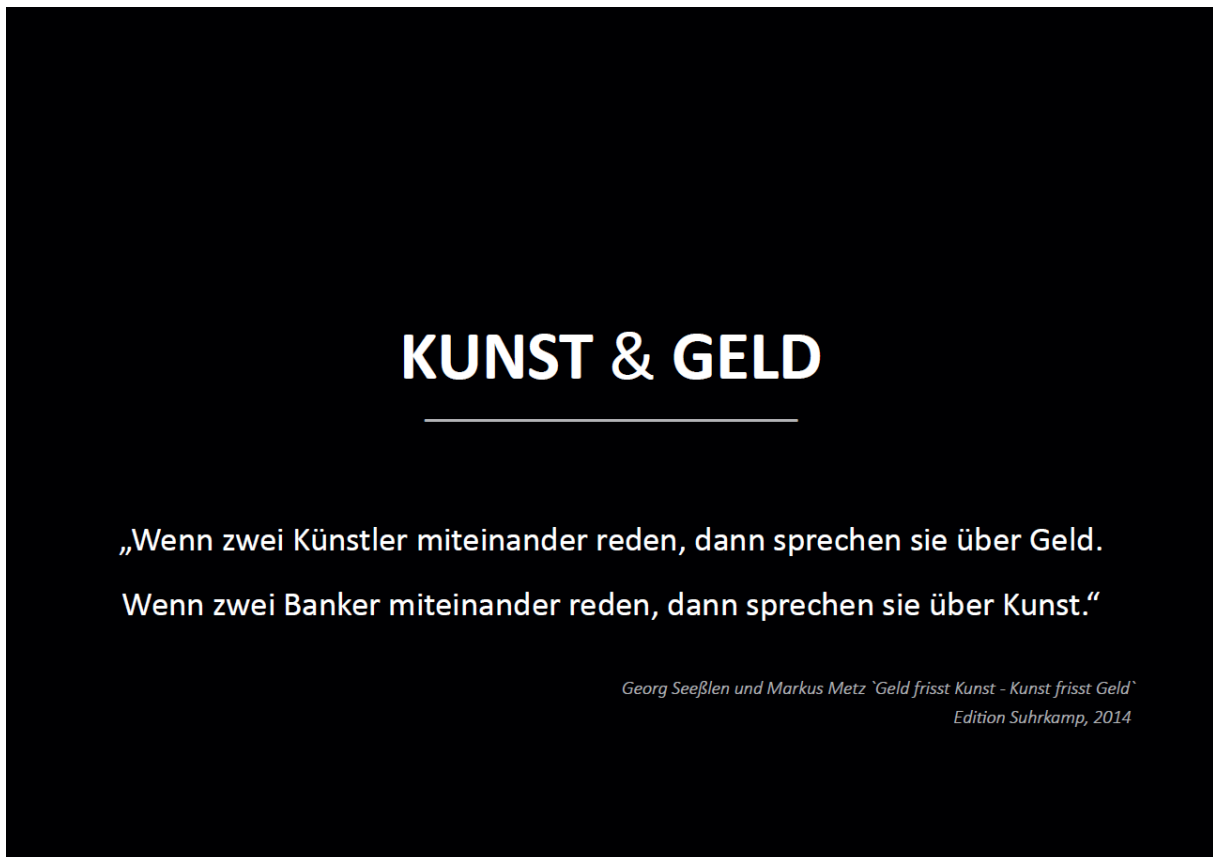 KUNST & GELD
„Wenn zwei Künstler miteinander reden, dann sprechen sie über Geld.
Wenn zwei Banker miteinander reden, dann sprechen sie über Kunst.“
Georg Seeßlen und Markus Metz `Geld frisst Kunst - Kunst frisst Geld`
Edition Suhrkamp, 2014